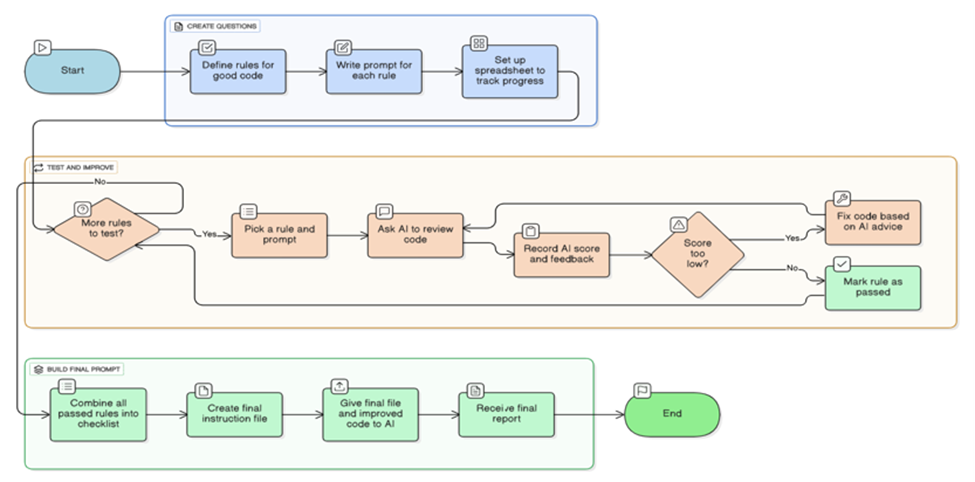 CREATE QUESTIONS
Start
Define rules for
good code
Write prompt for
each rule
Set up
spreadsheet to
track progress
TEST AND IMPROVE
No
More rules
to test?
Yes
Pick a rule and
prompt
Ask AI to review
code
Record AI score
and feedback
Score
too
low?
Yes
Fix code based
on AI advice
No
Mark rule as
passed
BUILD FINAL PROMPT
Combine all
passed rules into
checklist
Create final
instruction file
Give final file
and improved
code to AI
Receive final
report
End